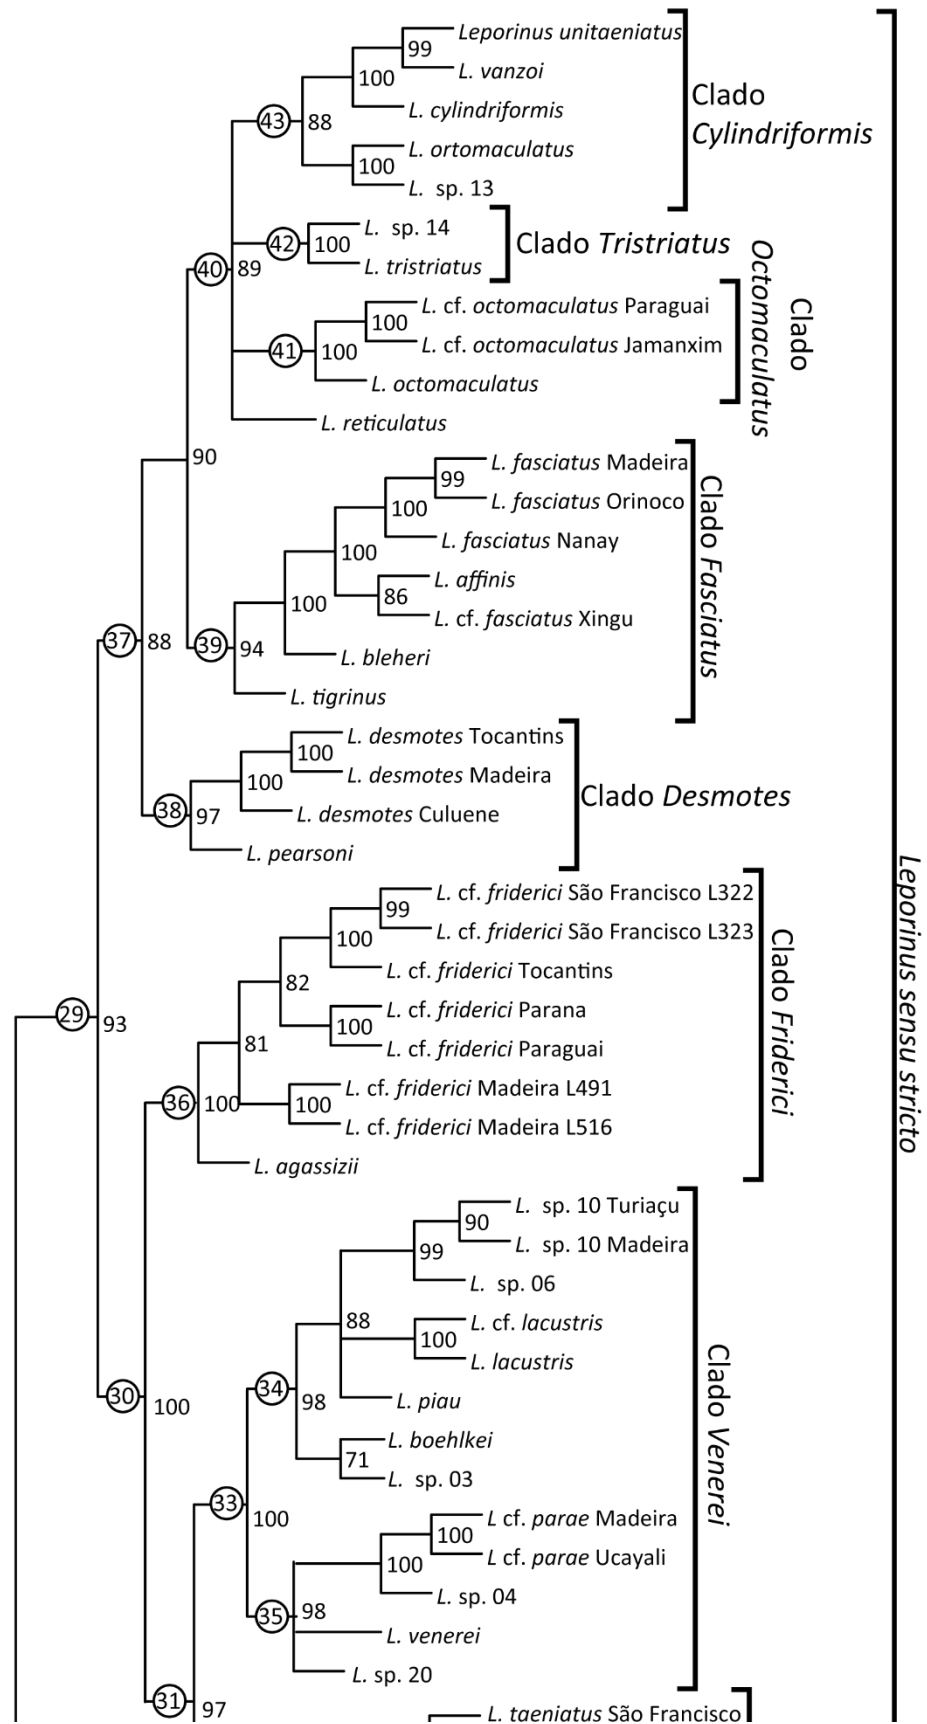 Leporinus unitaeniatus
99
L. vanzoi
100
L. cylindriformis
43
88
L. ortomaculatus
100
L. sp. 13
Clado
Cylindriformis
L. sp. 14
42
100
L. tristriatus
Clado Tristriatus
40
89
L. cf. octomaculatus Paraguai
100
L. cf. octomaculatus Jamanxim
41
100
L. octomaculatus
Clado
Octomaculatus
L. reticulatus
90
L. fasciatus Madeira
99
L. fasciatus Orinoco
100
L. fasciatus Nanay
100
L. affinis
86
L. cf. fasciatus Xingu
100
L. bleheri
39
94
L. tigrinus
Clado Fasciatus
37
88
L. desmotes Tocantins
100
L. desmotes Madeira
100
L. desmotes Culuene
38
97
L. pearsoni
Clado Desmotes
L. cf. friderici São Francisco L322
99
L. cf. friderici São Francisco L323
100
L. cf. friderici Tocantins
82
L. cf. friderici Parana
100
L. cf. friderici Paraguai
81
L. cf. friderici Madeira L491
100
L. cf. friderici Madeira L516
36
100
L. agassizii
Clado Friderici
29
93
Leporinus sensu stricto
L. sp. 10 Turiaçu
90
L. sp. 10 Madeira
99
L. sp. 06
88
L. cf. lacustris
100
L. lacustris
L. piau
34
98
L. boehlkei
71
L. sp. 03
30
100
33
100
L cf. parae Madeira
100
L cf. parae Ucayali
100
L. sp. 04
35
98
L. venerei
L. sp. 20
Clado Venerei
31
97
L. taeniatus São Francisco